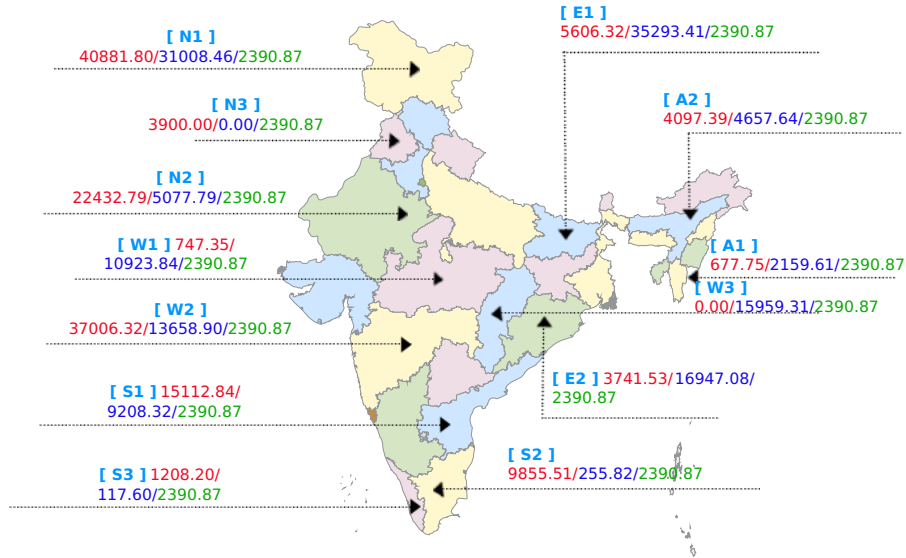 [ E1 ]
5606.32/35293.41/2390.87
[ N1 ]
40881.80/31008.46/2390.87
[ N3 ]
3900.00/0.00/2390.87
[ A2 ]
4097.39/4657.64/2390.87
[ N2 ]
22432.79/5077.79/2390.87
[ W1 ] 747.35/
10923.84/2390.87
[ A1 ]
677.75/2159.61/2390.87
[ W3 ]
0.00/15959.31/2390.87
[ W2 ]
37006.32/13658.90/2390.87
[ E2 ] 3741.53/16947.08/
2390.87
[ S1 ] 15112.84/
9208.32/2390.87
[ S2 ]
9855.51/255.82/2390.87
[ S3 ] 1208.20/
117.60/2390.87